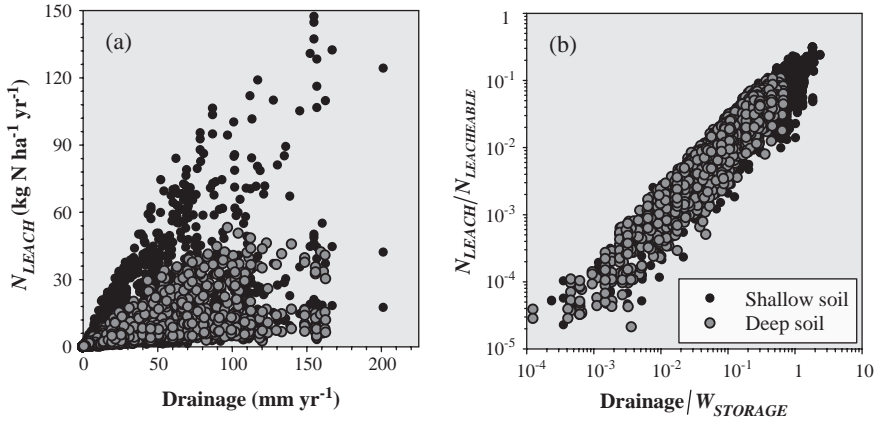 (a)
N_LEACH (kg N ha⁻¹ yr⁻¹)
150
120
90
60
30
0
0 50 100 150 200
Drainage (mm yr⁻¹)
(b)
N_LEACH/N_LEACHEABLE
1
10⁻¹
10⁻²
10⁻³
10⁻⁴
10⁻⁵
Shallow soil
Deep soil
10⁻⁴ 10⁻³ 10⁻² 10⁻¹ 1 10
Drainage/W_STORAGE